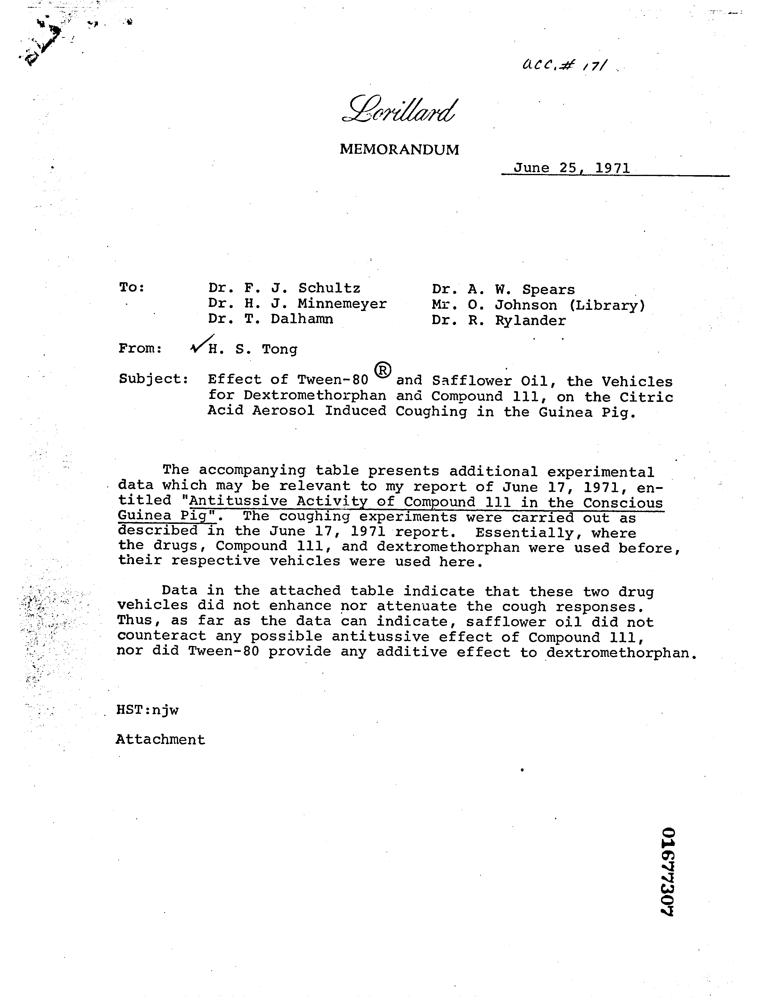 acc.# 171
Lorillard
MEMORANDUM
June 25, 1971
To: Dr. F. J. Schultz Dr. A. W. Spears
Dr. H. J. Minnemeyer Mr. O. Johnson (Library)
Dr. T. Dalhamn Dr. R. Rylander
From: ✓H. S. Tong
Subject: Effect of Tween-80 ® and Safflower Oil, the Vehicles
for Dextromethorphan and Compound 111, on the Citric
Acid Aerosol Induced Coughing in the Guinea Pig.
The accompanying table presents additional experimental
data which may be relevant to my report of June 17, 1971, en-
titled "Antitussive Activity of Compound 111 in the Conscious
Guinea Pig". The coughing experiments were carried out as
described in the June 17, 1971 report. Essentially, where
the drugs, Compound 111, and dextromethorphan were used before,
their respective vehicles were used here.
Data in the attached table indicate that these two drug
vehicles did not enhance nor attenuate the cough responses.
Thus, as far as the data can indicate, safflower oil did not
counteract any possible antitussive effect of Compound 111,
nor did Tween-80 provide any additive effect to dextromethorphan.
HST:njw
Attachment
01677307